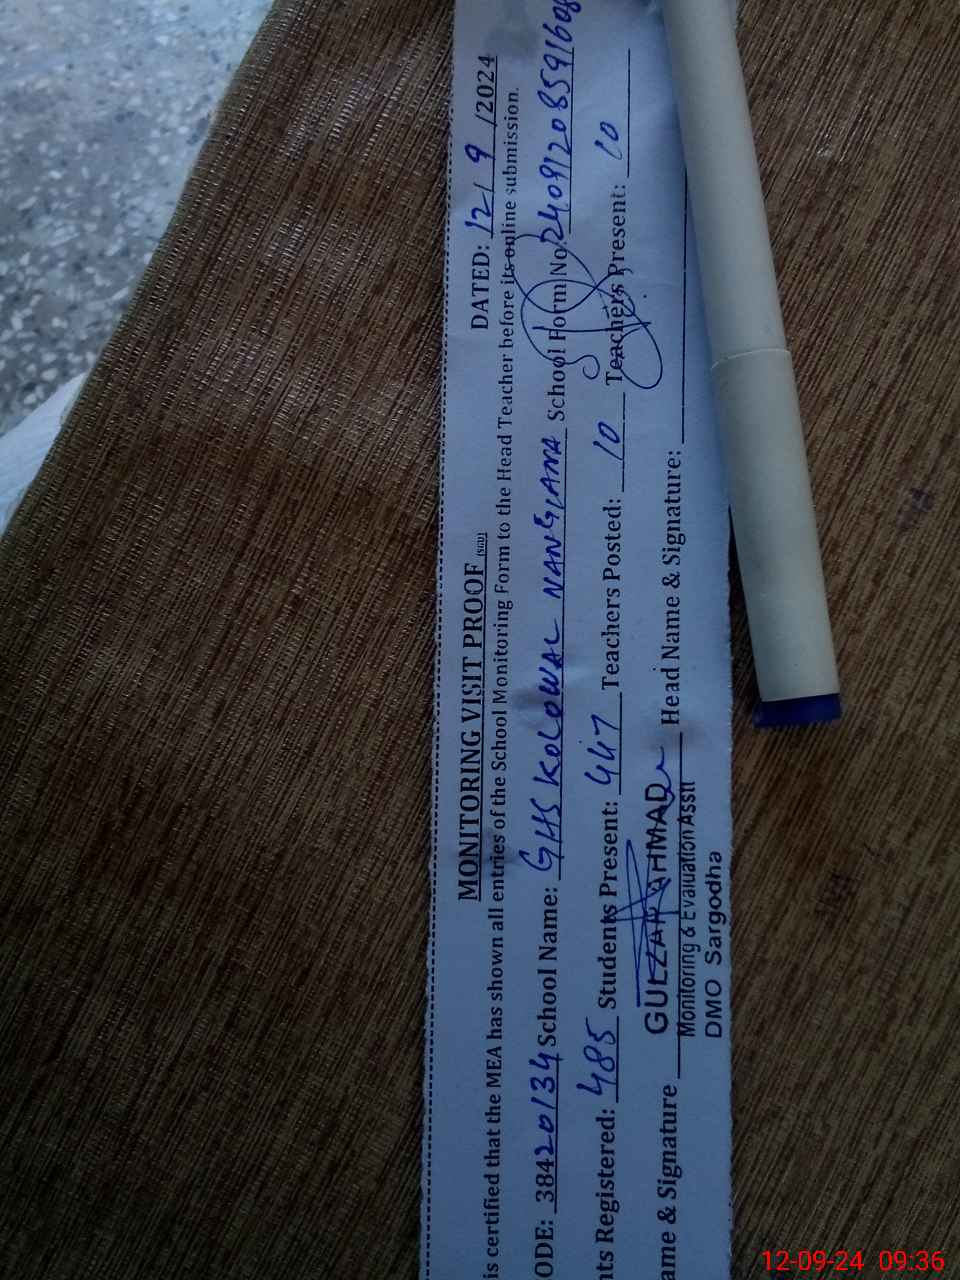 MONITORING VISIT PROOF (SGD) DATED: 12/ 9 /2024
is certified that the MEA has shown all entries of the School Monitoring Form to the Head Teacher before its online submission.
ODE: 38420134 School Name: GHS KOLOWAL NANGIANA School Form No: 24091208591608
nts Registered: 485 Students Present: 447 Teachers Posted: 10 Teachers Present: 10
ame & Signature GULZAR AHMAD Head Name & Signature:
Monitoring & Evaluation Asstt
DMO Sargodha
12-09-24 09:36